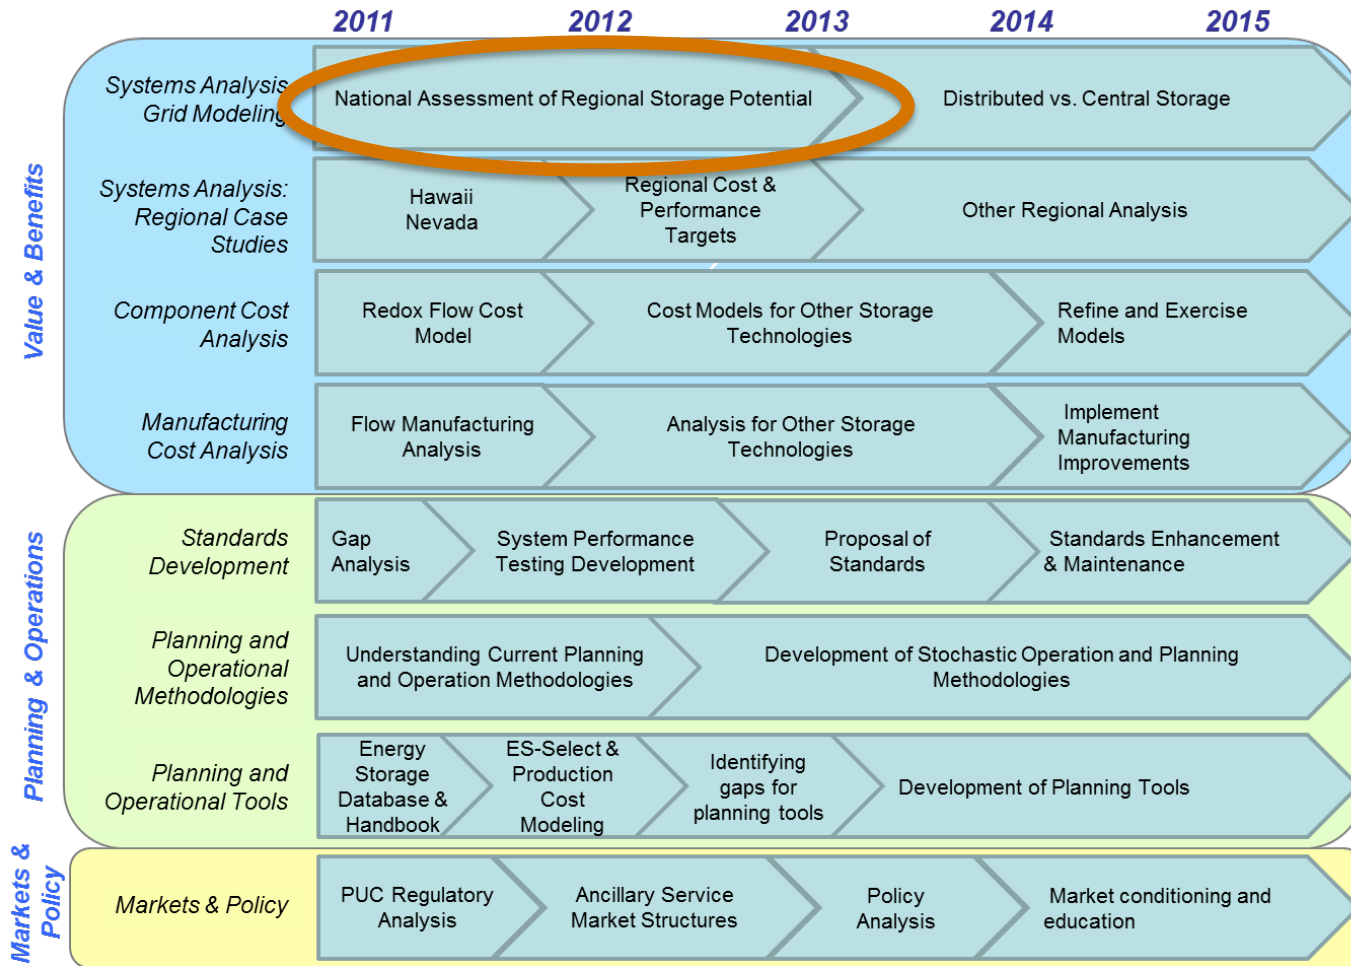 2011 2012 2013 2014 2015
Value & Benefits
Systems Analysis
Grid Modeling
National Assessment of Regional Storage Potential
Distributed vs. Central Storage
Systems Analysis:
Regional Case
Studies
Hawaii
Nevada
Regional Cost &
Performance
Targets
Other Regional Analysis
Component Cost
Analysis
Redox Flow Cost
Model
Cost Models for Other Storage
Technologies
Refine and Exercise
Models
Manufacturing
Cost Analysis
Flow Manufacturing
Analysis
Analysis for Other Storage
Technologies
Implement
Manufacturing
Improvements
Planning & Operations
Standards
Development
Gap
Analysis
System Performance
Testing Development
Proposal of
Standards
Standards Enhancement
& Maintenance
Planning and
Operational
Methodologies
Understanding Current Planning
and Operation Methodologies
Development of Stochastic Operation and Planning
Methodologies
Planning and
Operational Tools
Energy
Storage
Database &
Handbook
ES-Select &
Production
Cost
Modeling
Identifying
gaps for
planning tools
Development of Planning Tools
Markets &
Policy
Markets & Policy
PUC Regulatory
Analysis
Ancillary Service
Market Structures
Policy
Analysis
Market conditioning and
education